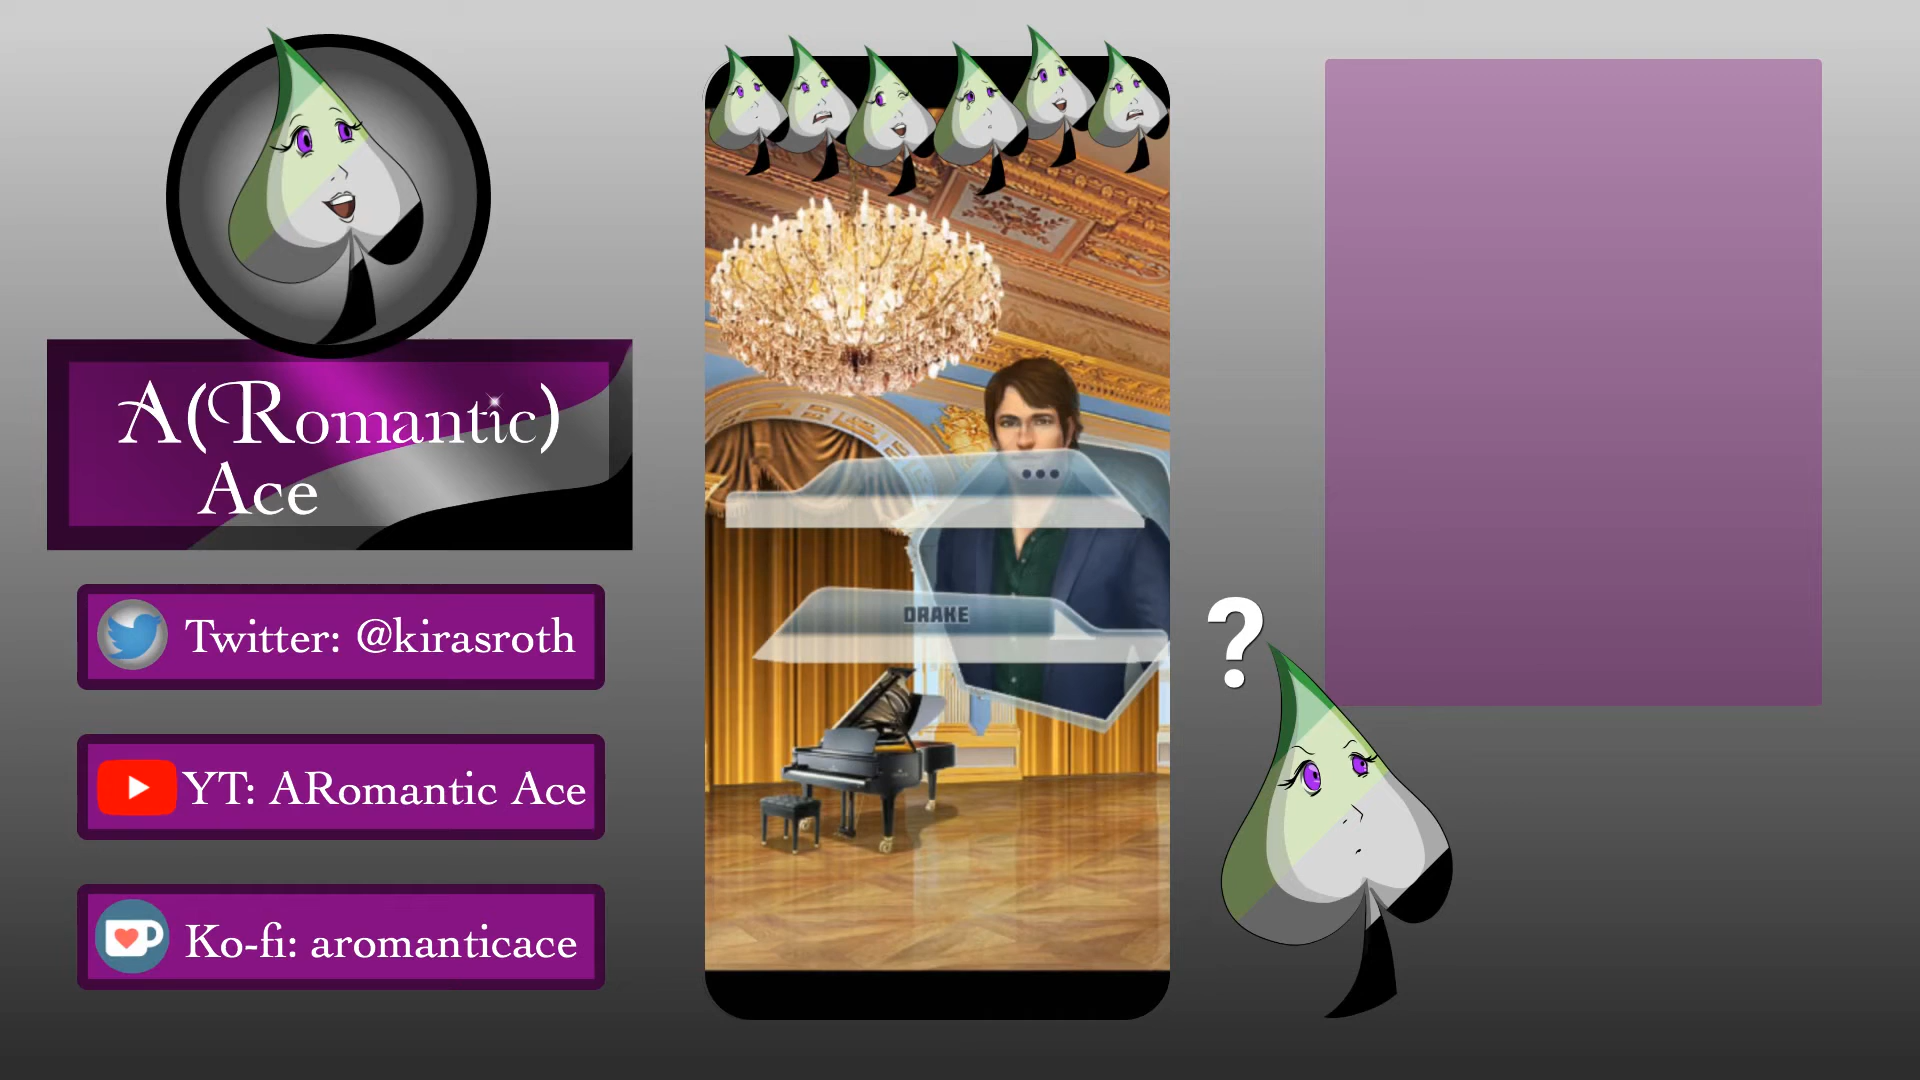 A(Romantic)
Ace
Twitter: @kirasroth
YT: ARomantic Ace
Ko-fi: aromanticace
...
DRAKE
?